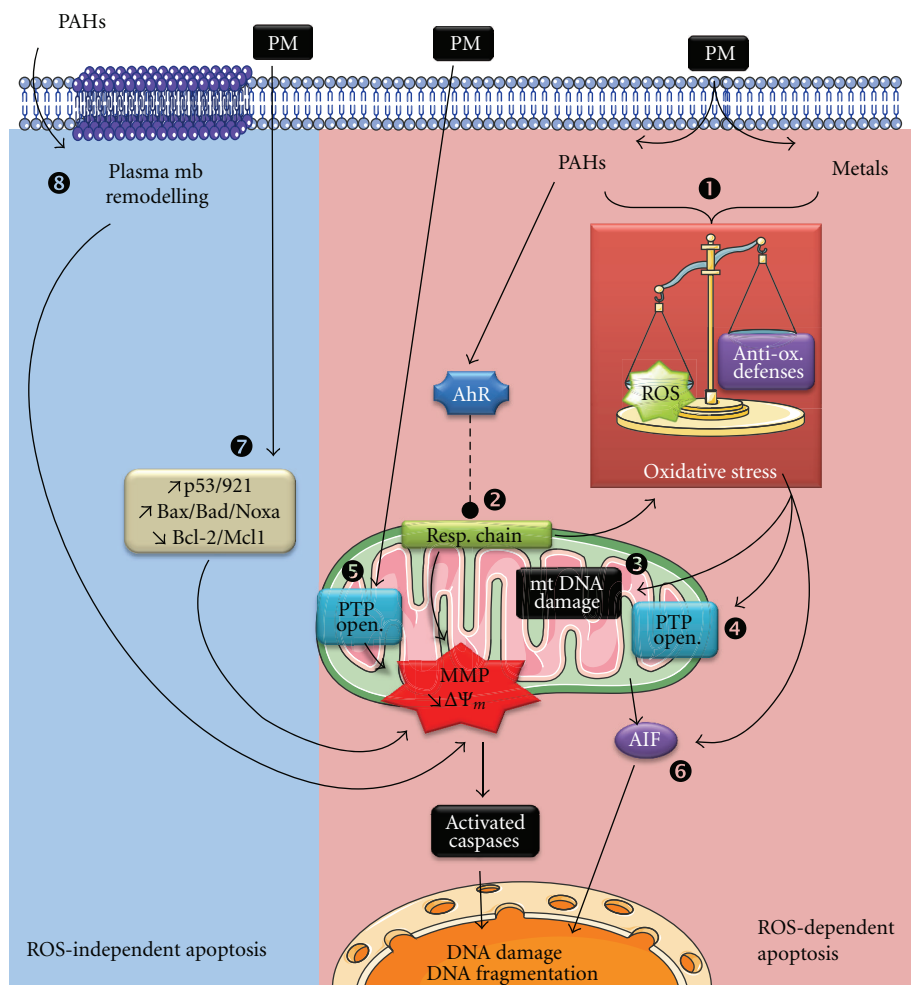 PAHs
PM
PM
PM
❽
Plasma mb
remodelling
PAHs
❶
Metals
Anti-ox.
defenses
ROS
Oxidative stress
AhR
❼
↗p53/921
↗ Bax/Bad/Noxa
↘ Bcl-2/Mcl1
❷
Resp. chain
❺
PTP
open.
❸
mt DNA
damage
PTP
open.
❹
MMP
↘ΔΨm
AIF
❻
Activated
caspases
ROS-independent apoptosis
DNA damage
DNA fragmentation
ROS-dependent
apoptosis